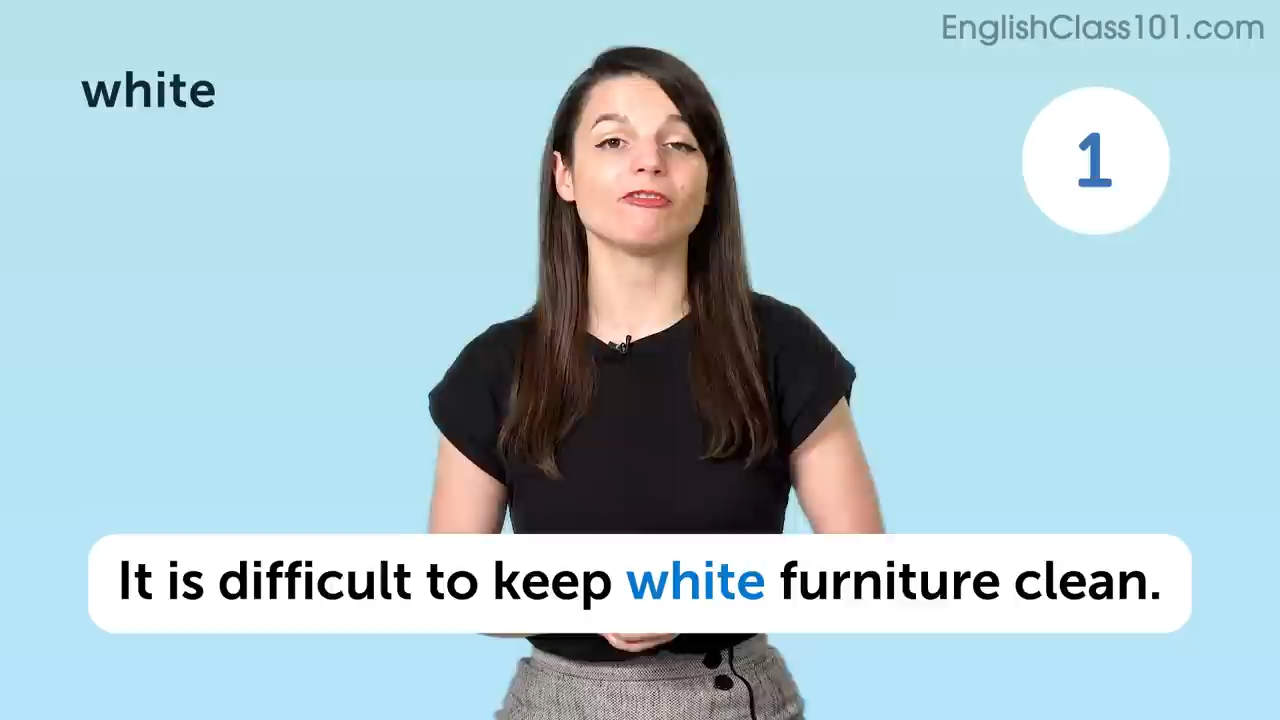 EnglishClass101.com
white
1
It is difficult to keep white furniture clean.